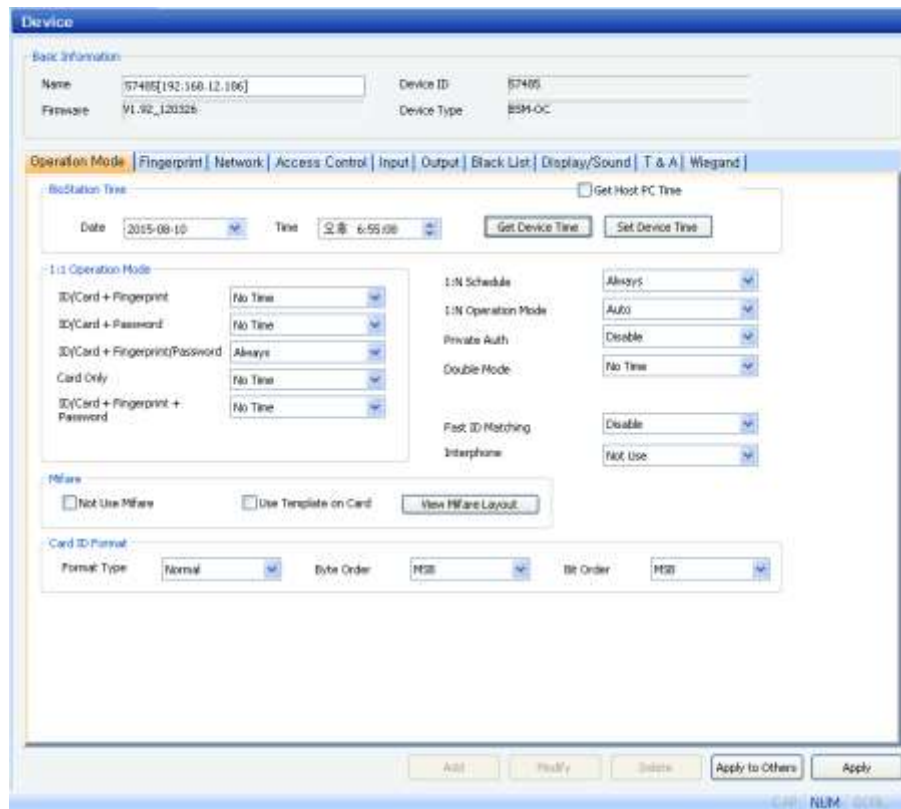 Device
Basic Information
Name 57485[192.168.12.106] Device ID 57485
Firmware V1.92_120326 Device Type BSM-OC
Operation Mode Fingerprint Network Access Control Input Output Black List Display/Sound T & A Wiegand
BioStation Time Get Host PC Time
Date 2015-08-10 Time 오후 6:55:08 Get Device Time Set Device Time
1:1 Operation Mode
ID/Card + Fingerprint No Time
ID/Card + Password No Time
ID/Card + Fingerprint/Password Always
Card Only No Time
ID/Card + Fingerprint + Password No Time
1:N Schedule Always
1:N Operation Mode Auto
Private Auth Disable
Double Mode No Time
Fast ID Matching Disable
Interphone Not Use
Mifare
Not Use Mifare Use Template on Card View Mifare Layout
Card ID Format
Format Type Normal Byte Order MSB Bit Order MSB
Add Modify Delete Apply to Others Apply
CAP NUM SCRL